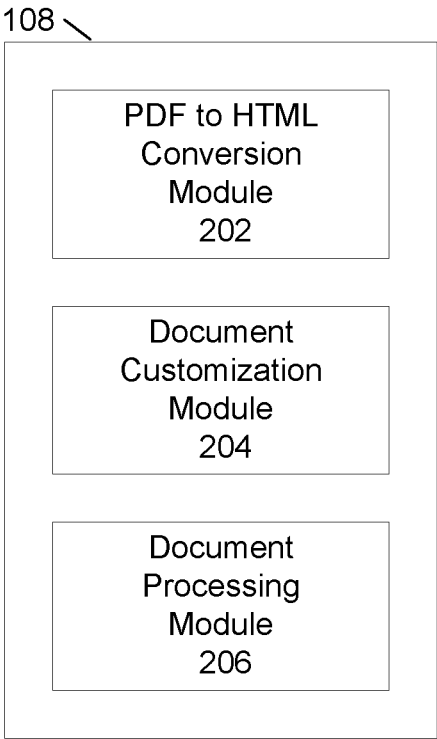 108
PDF to HTML
Conversion
Module
202
Document
Customization
Module
204
Document
Processing
Module
206